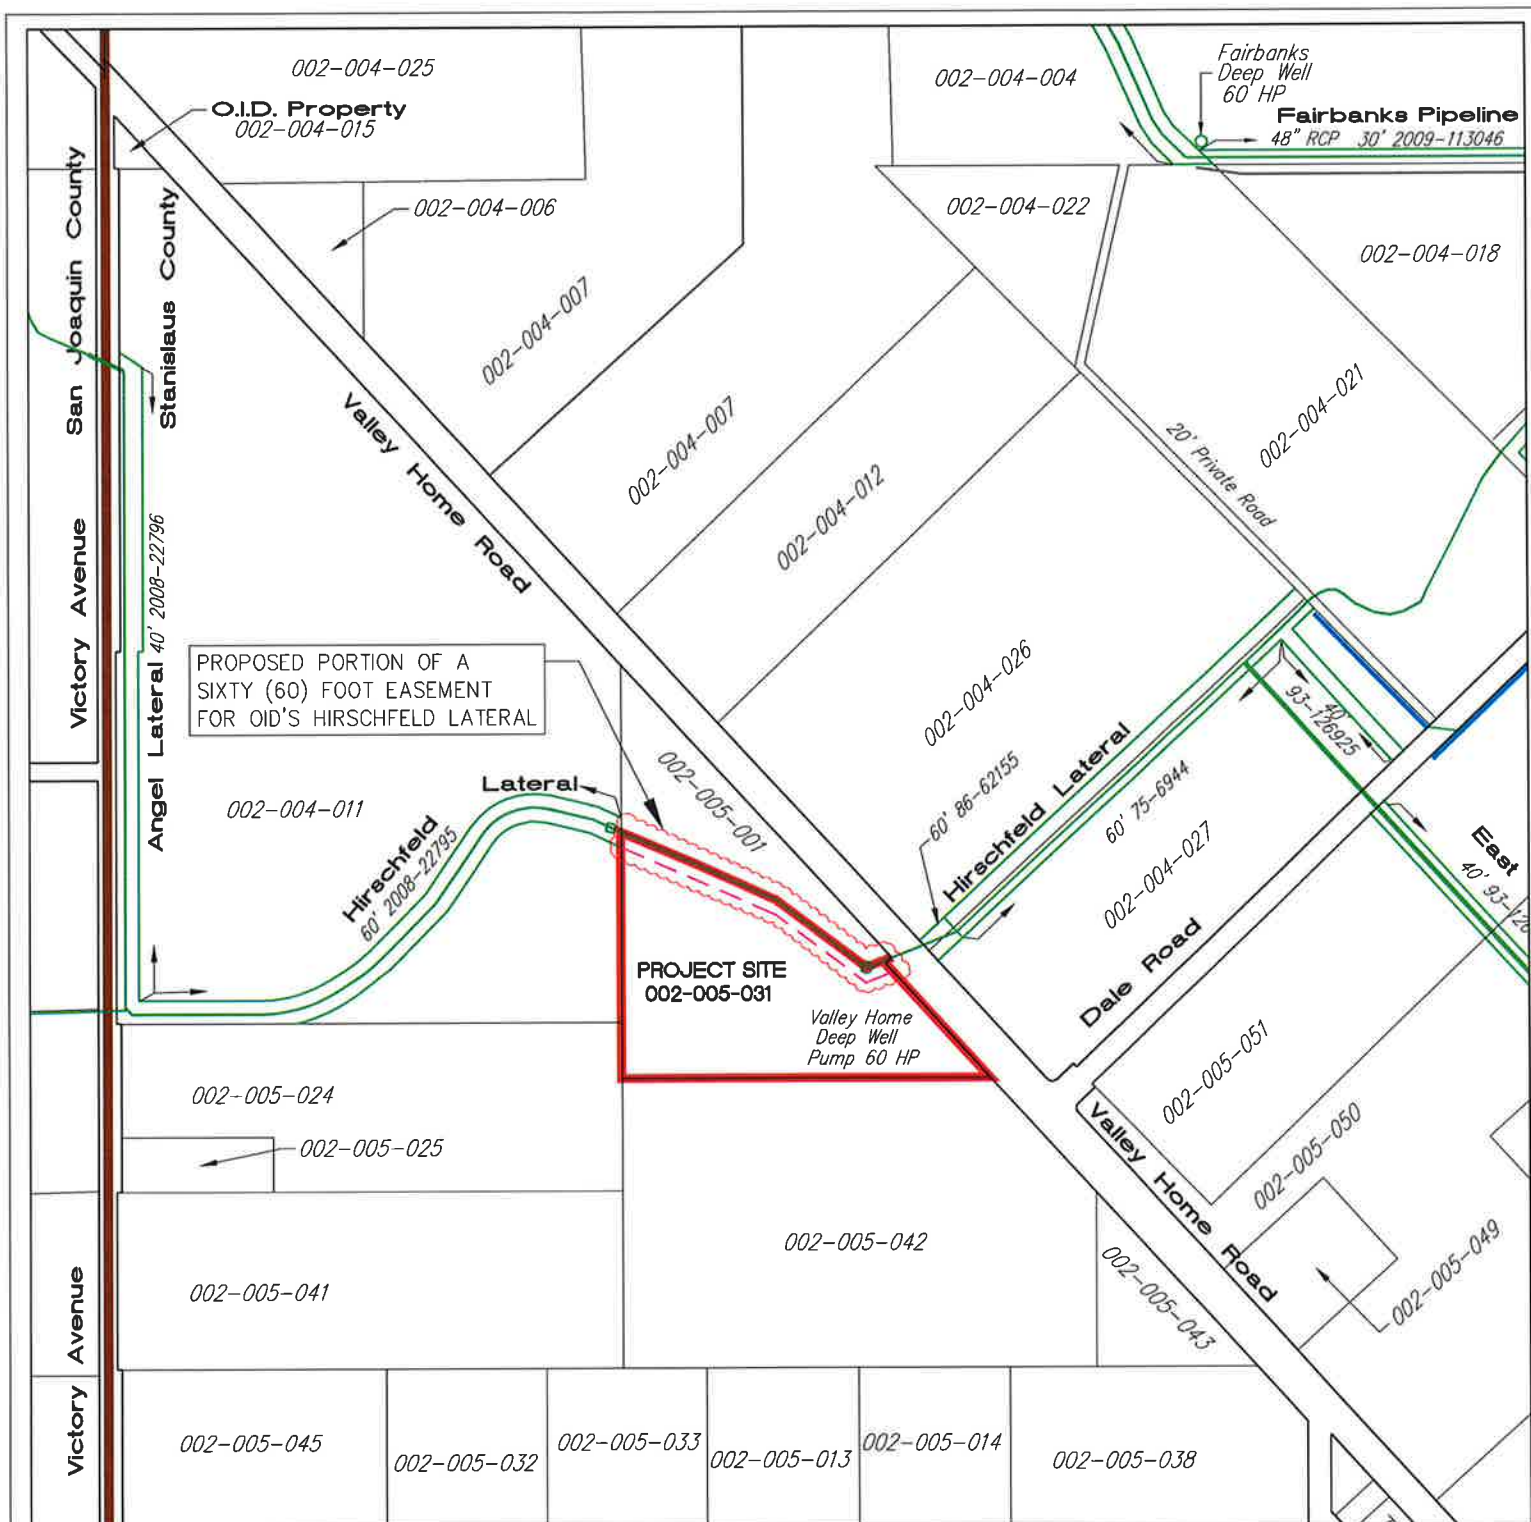 002-004-025
O.I.D. Property
002-004-015
002-004-006
002-004-004
Fairbanks
Deep Well
60 HP
Fairbanks Pipeline
48" RCP 30' 2009-113046
002-004-022
002-004-018
San Joaquin County
Stanislaus County
002-004-007
Valley Home Road
002-004-007
002-004-012
002-004-021
20' Private Road
Victory Avenue
Angel Lateral 40' 2008-22796
PROPOSED PORTION OF A
SIXTY (60) FOOT EASEMENT
FOR OID'S HIRSCHFELD LATERAL
002-004-026
002-005-001
Lateral
002-004-011
Hirschfeld
60' 2008-22795
60' 86-62155
Hirschfeld Lateral
60' 75-6944
002-004-027
40'
93-126925
East
40' 93-126
PROJECT SITE
002-005-031
Valley Home
Deep Well
Pump 60 HP
Dale Road
002-005-051
002-005-024
002-005-025
Valley Home Road
002-005-050
002-005-049
002-005-042
002-005-043
002-005-041
Victory Avenue
002-005-045
002-005-032
002-005-033
002-005-013
002-005-014
002-005-038